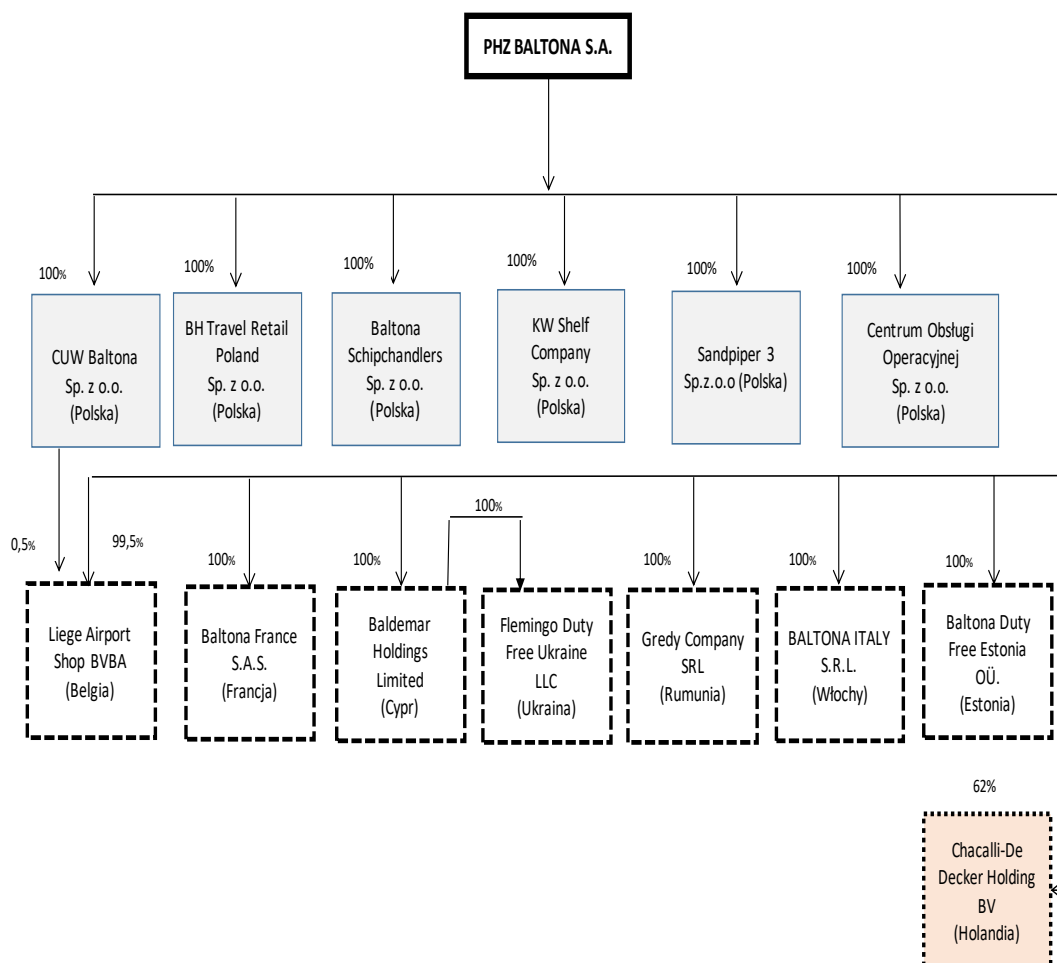 PHZ BALTONA S.A.
100%
100%
100%
100%
100%
100%
CUW Baltona
Sp. z o.o.
(Polska)
BH Travel Retail
Poland
Sp. z o.o.
(Polska)
Baltona
Schipchandlers
Sp. z o.o.
(Polska)
KW Shelf
Company
Sp. z o.o.
(Polska)
Sandpiper 3
Sp.z.o.o (Polska)
Centrum Obsługi
Operacyjnej
Sp. z o.o.
(Polska)
0,5%
99,5%
100%
100%
100%
100%
100%
100%
Liege Airport
Shop BVBA
(Belgia)
Baltona France
S.A.S.
(Francja)
Baldemar
Holdings
Limited
(Cypr)
Flemingo Duty
Free Ukraine
LLC
(Ukraina)
Gredy Company
SRL
(Rumunia)
BALTONA ITALY
S.R.L.
(Włochy)
Baltona Duty
Free Estonia
OÜ.
(Estonia)
62%
Chacalli-De
Decker Holding
BV
(Holandia)